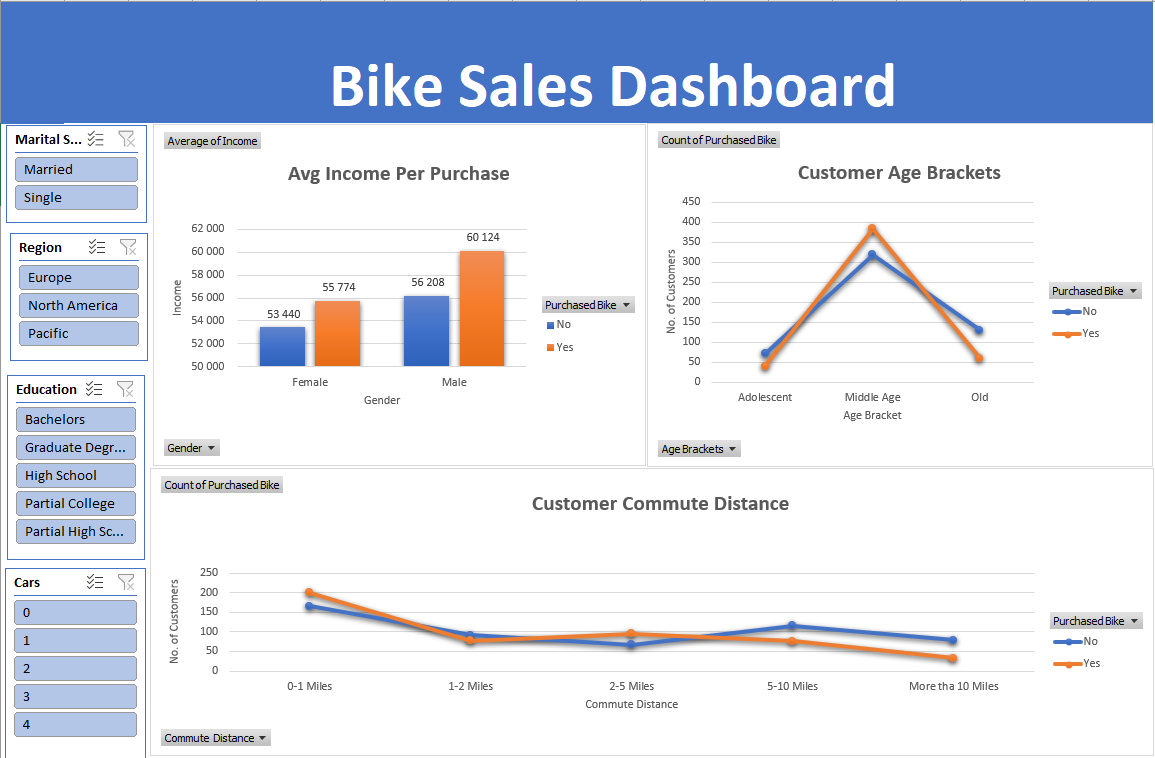 Bike Sales Dashboard
Marital S...
Married
Single
Region
Europe
North America
Pacific
Education
Bachelors
Graduate Degr...
High School
Partial College
Partial High Sc...
Cars
0
1
2
3
4
Average of Income
Avg Income Per Purchase
62 000
60 000
58 000
56 000
54 000
52 000
50 000
Income
53 440
55 774
56 208
60 124
Female
Male
Gender
Purchased Bike
No
Yes
Gender
Count of Purchased Bike
Customer Age Brackets
450
400
350
300
250
200
150
100
50
0
No. of Customers
Adolescent
Middle Age
Old
Age Bracket
Purchased Bike
No
Yes
Age Brackets
Count of Purchased Bike
Customer Commute Distance
250
200
150
100
50
0
No. of Customers
0-1 Miles
1-2 Miles
2-5 Miles
5-10 Miles
More tha 10 Miles
Commute Distance
Purchased Bike
No
Yes
Commute Distance